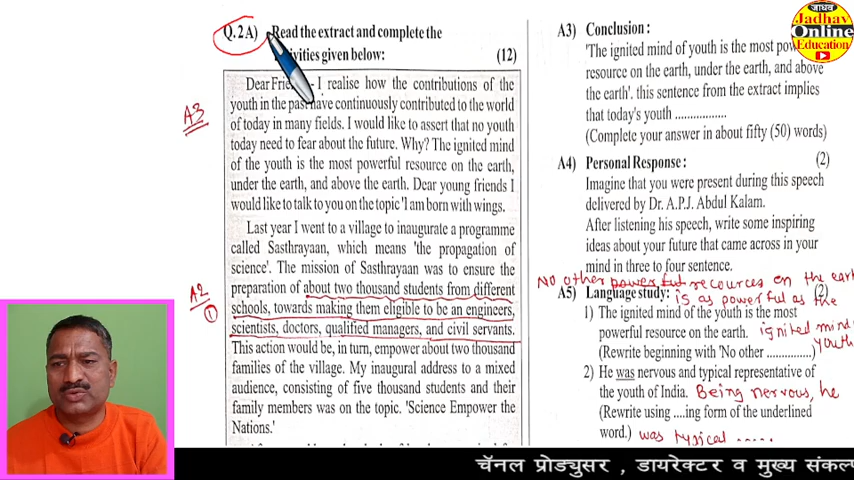 Q.2A) Read the extract and complete the
activities given below: (12)
Dear Friends- I realise how the contributions of the
youth in the past have continuously contributed to the world
of today in many fields. I would like to assert that no youth
today need to fear about the future. Why? The ignited mind
of the youth is the most powerful resource on the earth,
under the earth, and above the earth. Dear young friends I
would like to talk to you on the topic 'I am born with wings.
Last year I went to a village to inaugurate a programme
called Sasthrayaan, which means 'the propagation of
science'. The mission of Sasthrayaan was to ensure the
preparation of about two thousand students from different
schools, towards making them eligible to be an engineers,
scientists, doctors, qualified managers, and civil servants.
This action would be, in turn, empower about two thousand
families of the village. My inaugural address to a mixed
audience, consisting of five thousand students and their
family members was on the topic. 'Science Empower the
Nations.'
A3
A2
①
A3) Conclusion :
'The ignited mind of youth is the most
resource on the earth, under the earth, and above
the earth'. this sentence from the extract implies
that today's youth .................
(Complete your answer in about fifty (50) words)
A4) Personal Response : (2)
Imagine that you were present during this speech
delivered by Dr. A.P.J. Abdul Kalam.
After listening his speech, write some inspiring
ideas about your future that came across in your
mind in three to four sentence.
No other powerful recources on the earth
A5) Language study : is as powerful as the (2)
1) The ignited mind of youth is the most
powerful resource on the earth. ignited mind
(Rewrite beginning with 'No other ..............) youth
2) He was nervous and typical representative of
the youth of India. Being nervous, he
(Rewrite using ....ing form of the underlined
word.) was typical .....
जाधव
Jadhav
Online
Education
चॅनल प्रोड्युसर , डायरेक्टर व मुख्य संकल्प